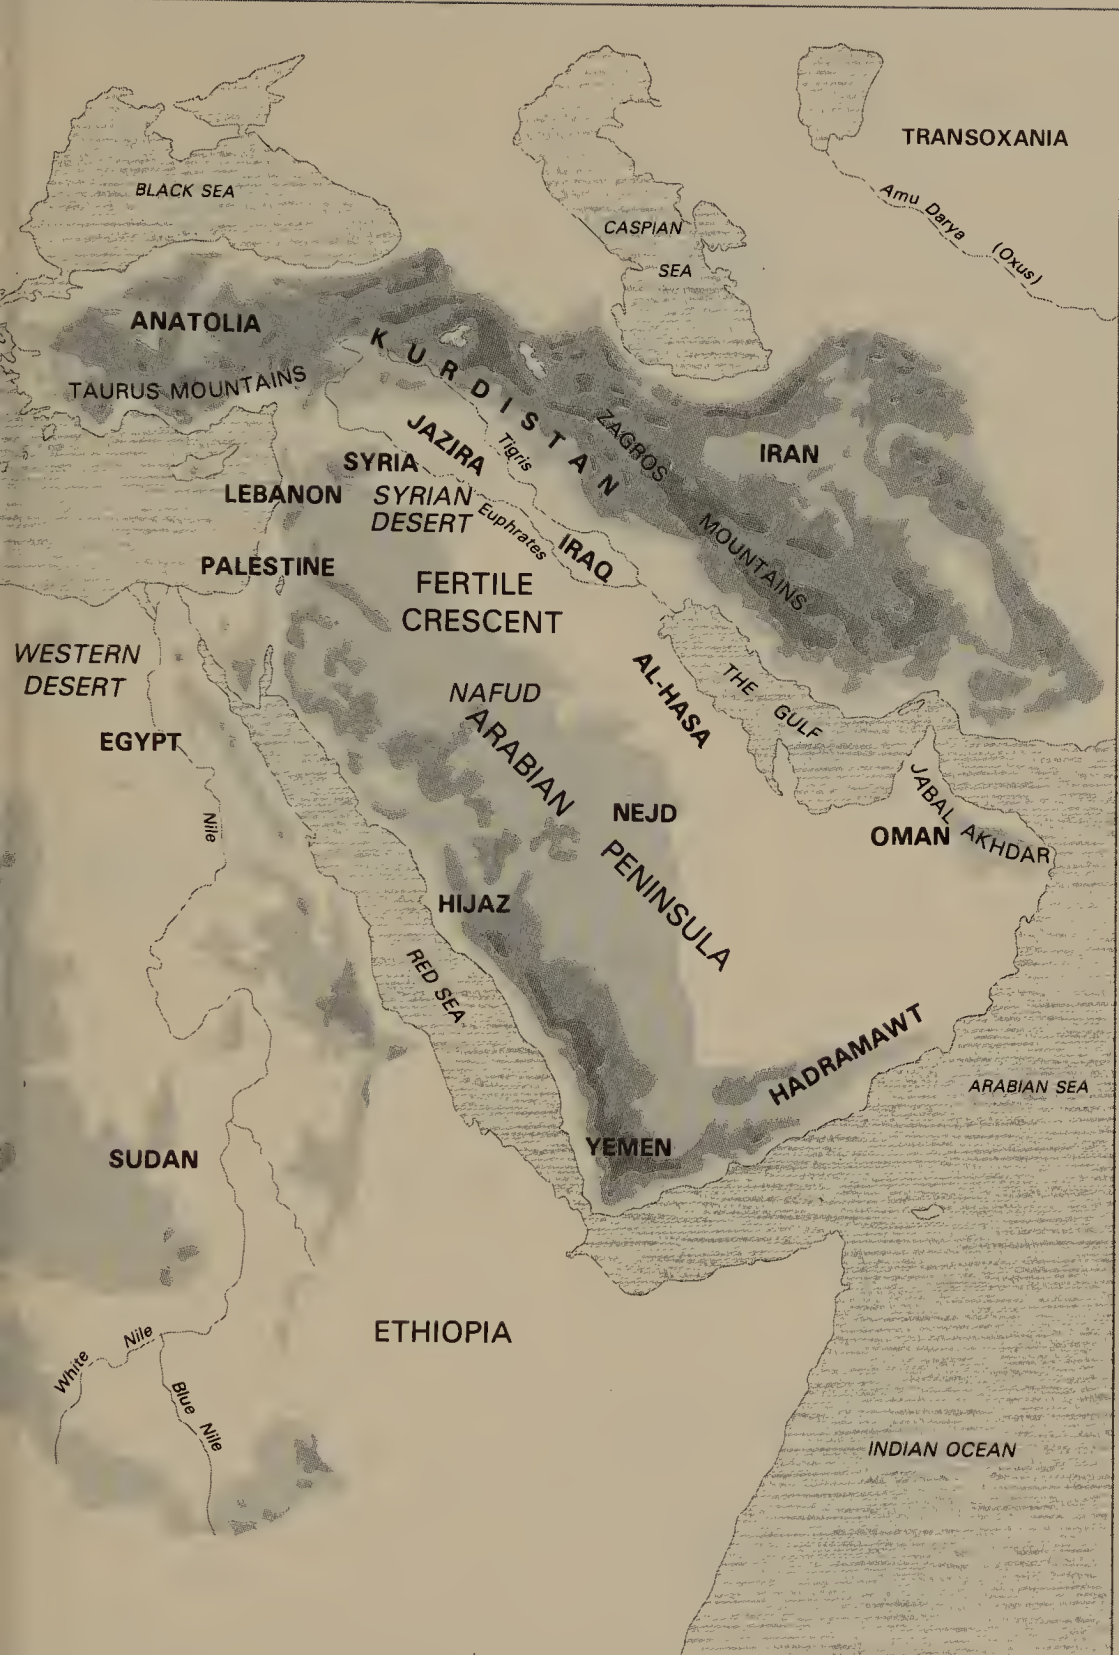 TRANSOXANIA
BLACK SEA
Amu Darya (Oxus)
CASPIAN
SEA
ANATOLIA
KURDISTAN
TAURUS MOUNTAINS
ZAGROS
MOUNTAINS
JAZIRA
Tigris
IRAN
SYRIA
LEBANON
SYRIAN
DESERT
Euphrates
IRAQ
PALESTINE
FERTILE
CRESCENT
WESTERN
DESERT
NAFUD
AL-HASA
THE GULF
ARABIAN
PENINSULA
EGYPT
Nile
NEJD
JABAL AKHDAR
OMAN
HIJAZ
RED SEA
HADRAMAWT
ARABIAN SEA
YEMEN
SUDAN
ETHIOPIA
White Nile
Blue Nile
INDIAN OCEAN